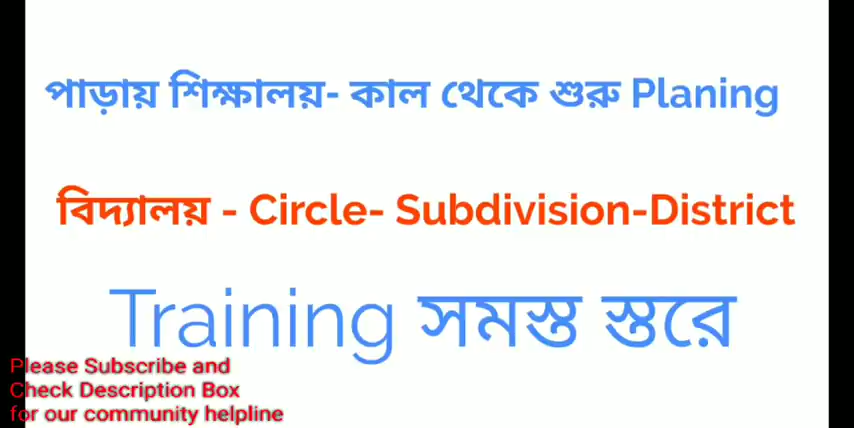 পাড়ায় শিক্ষালয়- কাল থেকে শুরু Planing
বিদ্যালয় - Circle- Subdivision-District
Training সমস্ত স্তরে
Please Subscribe and
Check Description Box
for our community helpline